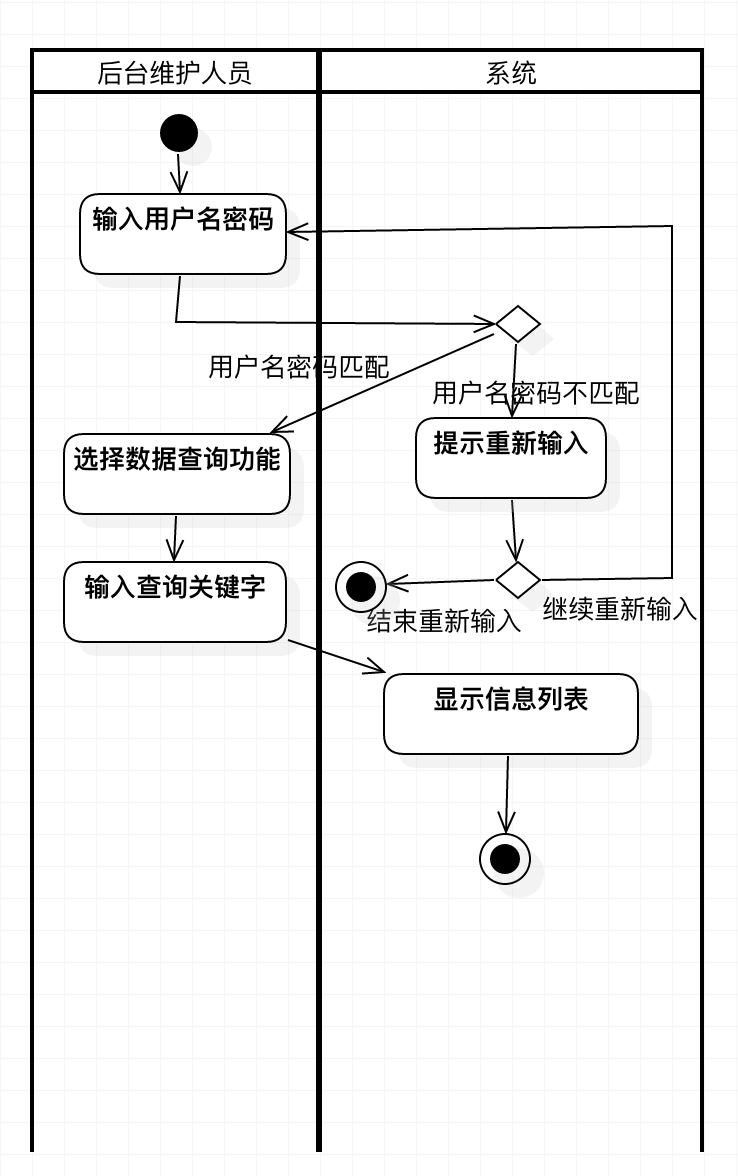 后台维护人员
系统
输入用户名密码
用户名密码匹配
用户名密码不匹配
提示重新输入
选择数据查询功能
输入查询关键字
继续重新输入
结束重新输入
显示信息列表